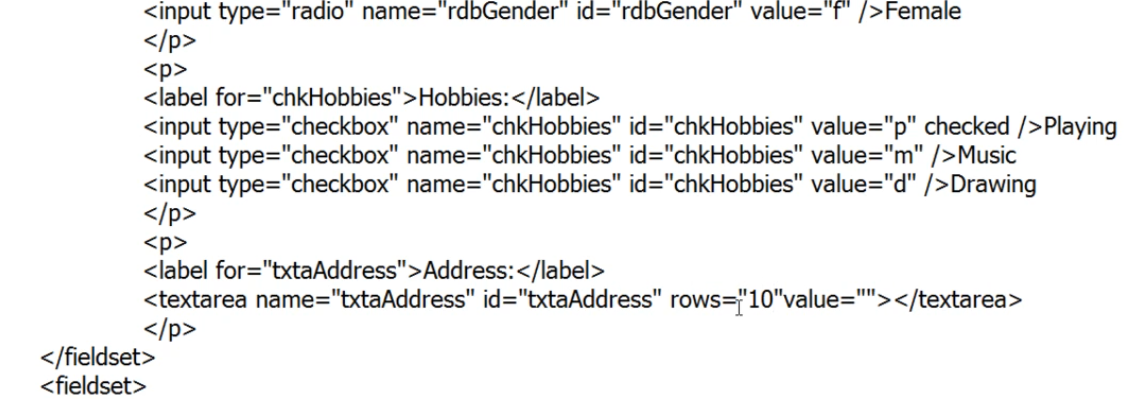 <input type="radio" name="rdbGender" id="rdbGender" value="f" />Female
</p>
<p>
<label for="chkHobbies">Hobbies:</label>
<input type="checkbox" name="chkHobbies" id="chkHobbies" value="p" checked />Playing
<input type="checkbox" name="chkHobbies" id="chkHobbies" value="m" />Music
<input type="checkbox" name="chkHobbies" id="chkHobbies" value="d" />Drawing
</p>
<p>
<label for="txtaAddress">Address:</label>
<textarea name="txtaAddress" id="txtaAddress" rows="10"value=""></textarea>
</p>
</fieldset>
<fieldset>